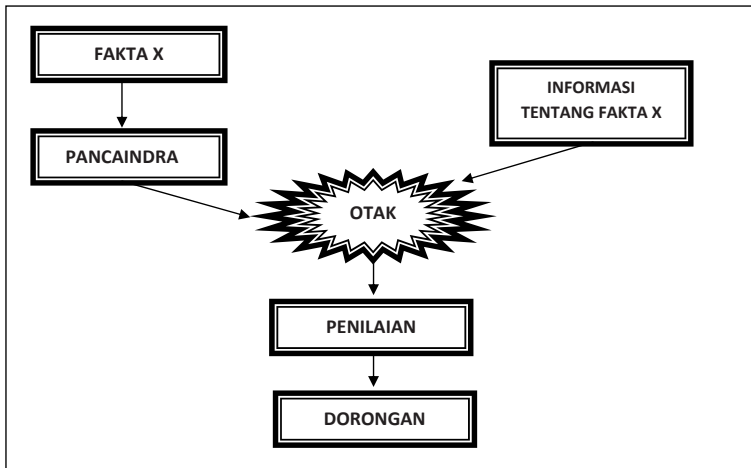 FAKTA X
INFORMASI
TENTANG FAKTA X
PANCAINDRA
OTAK
PENILAIAN
DORONGAN